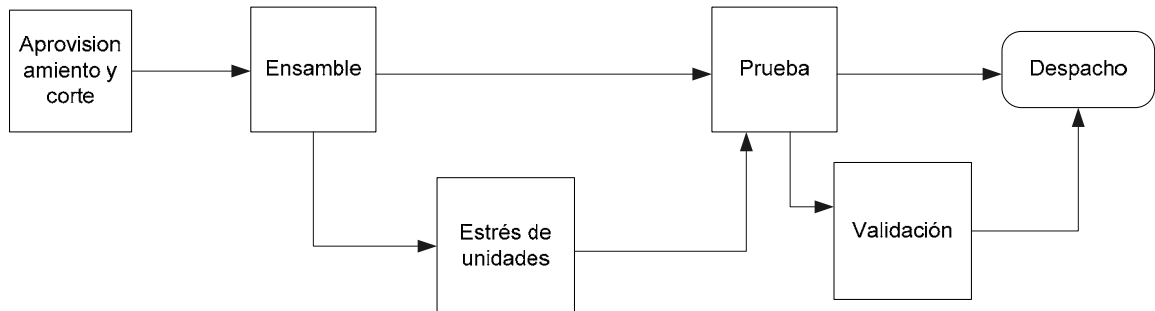 Aprovision
amiento y
corte
Ensamble
Prueba
Despacho
Estrés de
unidades
Validación